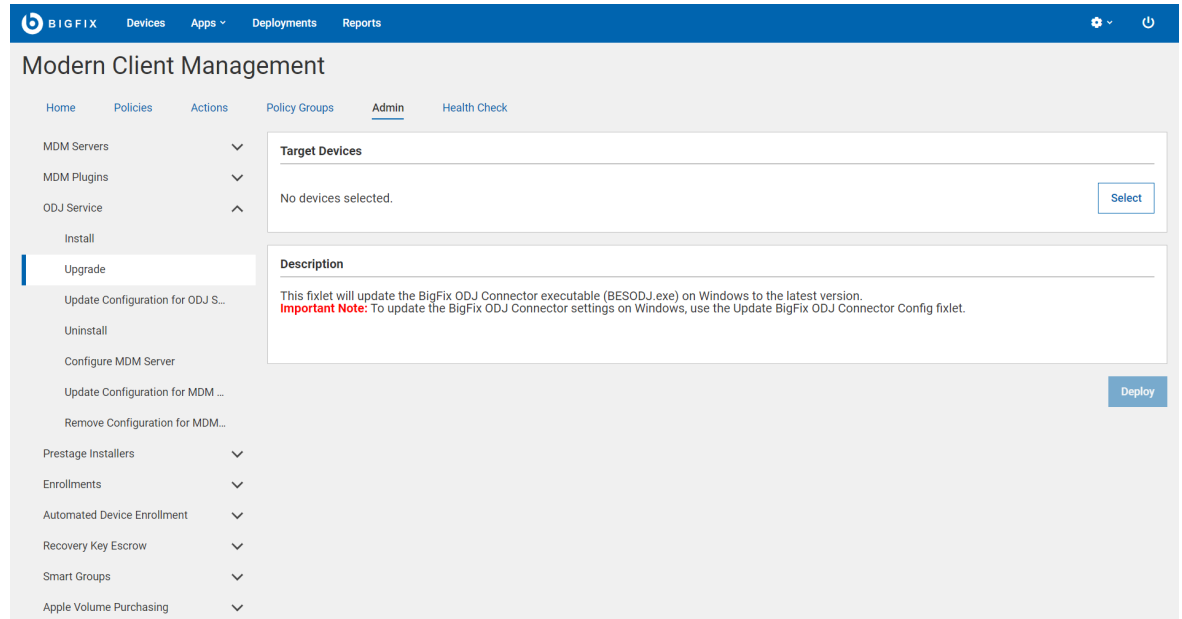 BIGFIX Devices Apps Deployments Reports
Modern Client Management
Home Policies Actions Policy Groups Admin Health Check
MDM Servers
MDM Plugins
ODJ Service
Install
Upgrade
Update Configuration for ODJ S...
Uninstall
Configure MDM Server
Update Configuration for MDM ...
Remove Configuration for MDM...
Prestage Installers
Enrollments
Automated Device Enrollment
Recovery Key Escrow
Smart Groups
Apple Volume Purchasing
Target Devices
No devices selected.
Select
Description
This fixlet will update the BigFix ODJ Connector executable (BESODJ.exe) on Windows to the latest version.
Important Note: To update the BigFix ODJ Connector settings on Windows, use the Update BigFix ODJ Connector Config fixlet.
Deploy